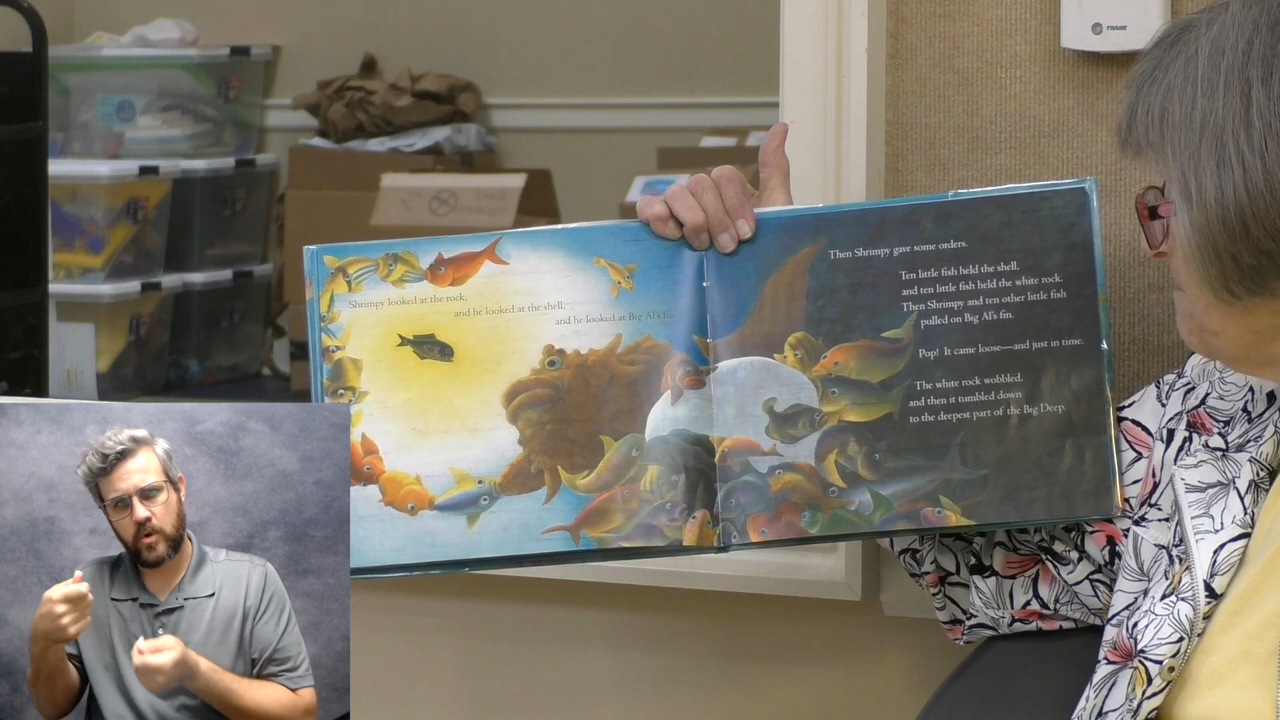 TRANE
Shrimpy looked at the rock,
and he looked at the shell,
and he looked at Big Al's fin.
Then Shrimpy gave some orders.
Ten little fish held the shell,
and ten little fish held the white rock.
Then Shrimpy and ten other little fish
pulled on Big Al's fin.
Pop! It came loose—and just in time.
The white rock wobbled,
and then it tumbled down
to the deepest part of the Big Deep.